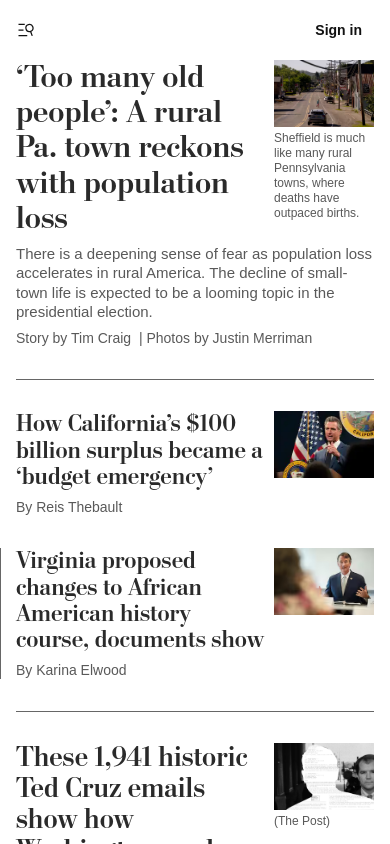 Sign in
‘Too many old
people’: A rural
Pa. town reckons
with population
loss
Sheffield is much
like many rural
Pennsylvania
towns, where
deaths have
outpaced births.
There is a deepening sense of fear as population loss
accelerates in rural America. The decline of small-
town life is expected to be a looming topic in the
presidential election.
Story by Tim Craig | Photos by Justin Merriman
How California’s $100
billion surplus became a
‘budget emergency’
By Reis Thebault
Virginia proposed
changes to African
American history
course, documents show
By Karina Elwood
These 1,941 historic
Ted Cruz emails
show how
(The Post)